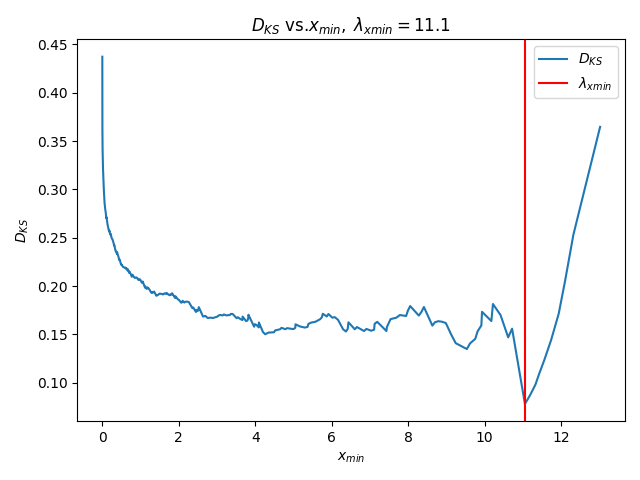 D_KS vs.x_min, λ_xmin = 11.1
D_KS
λ_xmin
0.45
0.40
0.35
0.30
0.25
0.20
0.15
0.10
D_KS
0 2 4 6 8 10 12
x_min